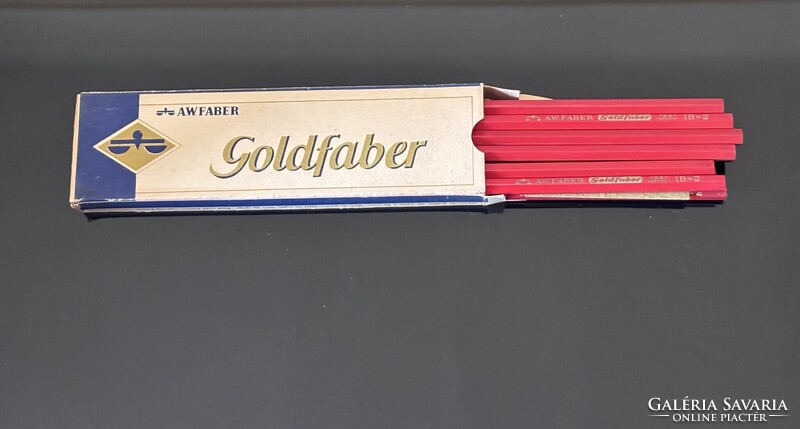 A.W.FABER
Goldfaber
A.W.FABER Goldfaber 1B=2
A.W.FABER Goldfaber 1B=2
GALÉRIA SAVARIA
ONLINE PIACTÉR